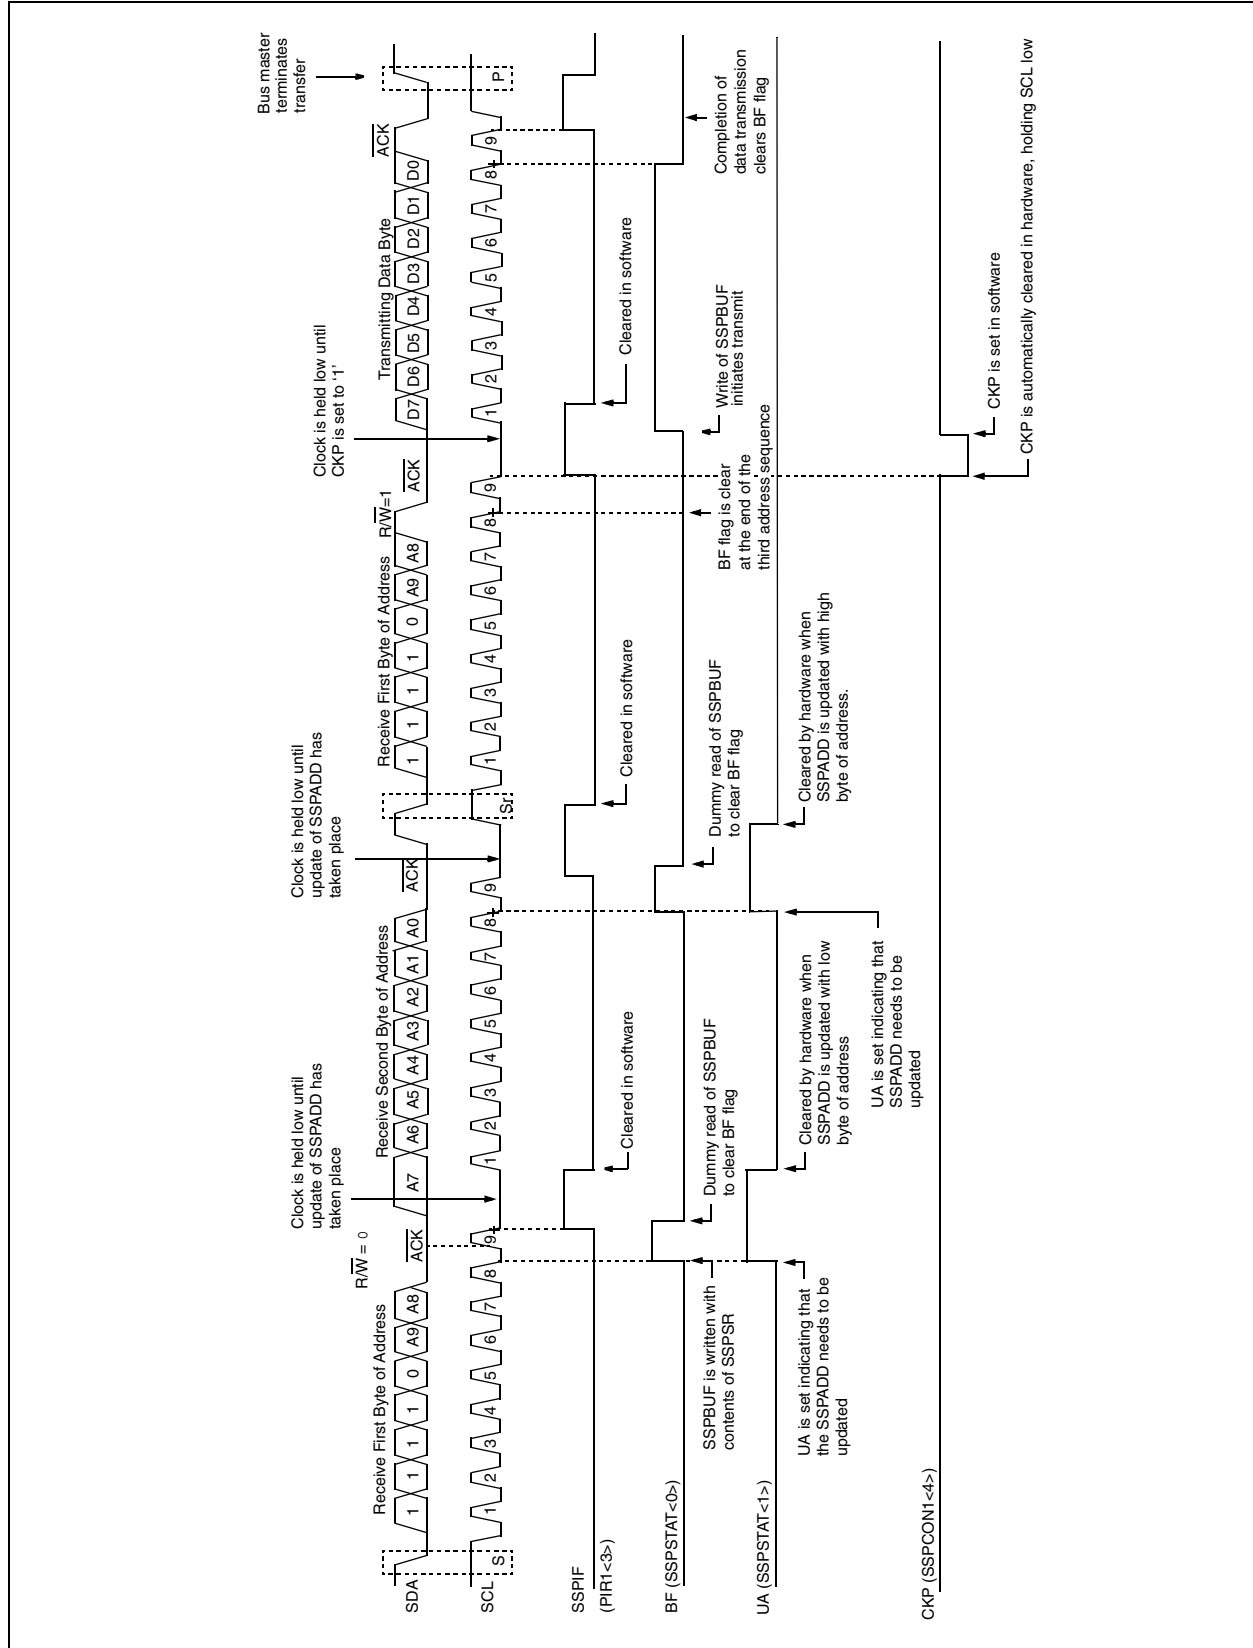 Bus master
terminates
transfer
Clock is held low until
CKP is set to ‘1’
Clock is held low until
update of SSPADD has
taken place
Clock is held low until
update of SSPADD has
taken place
R/W = 0
Receive First Byte of Address
ACK
Receive Second Byte of Address
ACK
Receive First Byte of Address
R/W=1
ACK
Transmitting Data Byte
ACK
SDA
1 1 1 1 0 A9 A8
A7 A6 A5 A4 A3 A2 A1 A0
1 1 1 1 0 A9 A8
D7 D6 D5 D4 D3 D2 D1 D0
SCL
S
1 2 3 4 5 6 7 8 9
1 2 3 4 5 6 7 8 9
Sr
1 2 3 4 5 6 7 8 9
1 2 3 4 5 6 7 8 9
P
SSPIF
(PIR1<3>)
Cleared in software
Cleared in software
Cleared in software
BF (SSPSTAT<0>)
SSPBUF is written with
contents of SSPSR
Dummy read of SSPBUF
to clear BF flag
Dummy read of SSPBUF
to clear BF flag
BF flag is clear
at the end of the
third address sequence
Write of SSPBUF
initiates transmit
Completion of
data transmission
clears BF flag
UA (SSPSTAT<1>)
UA is set indicating that
the SSPADD needs to be
updated
Cleared by hardware when
SSPADD is updated with low
byte of address
UA is set indicating that
SSPADD needs to be
updated
Cleared by hardware when
SSPADD is updated with high
byte of address.
CKP (SSPCON1<4>)
CKP is set in software
CKP is automatically cleared in hardware, holding SCL low